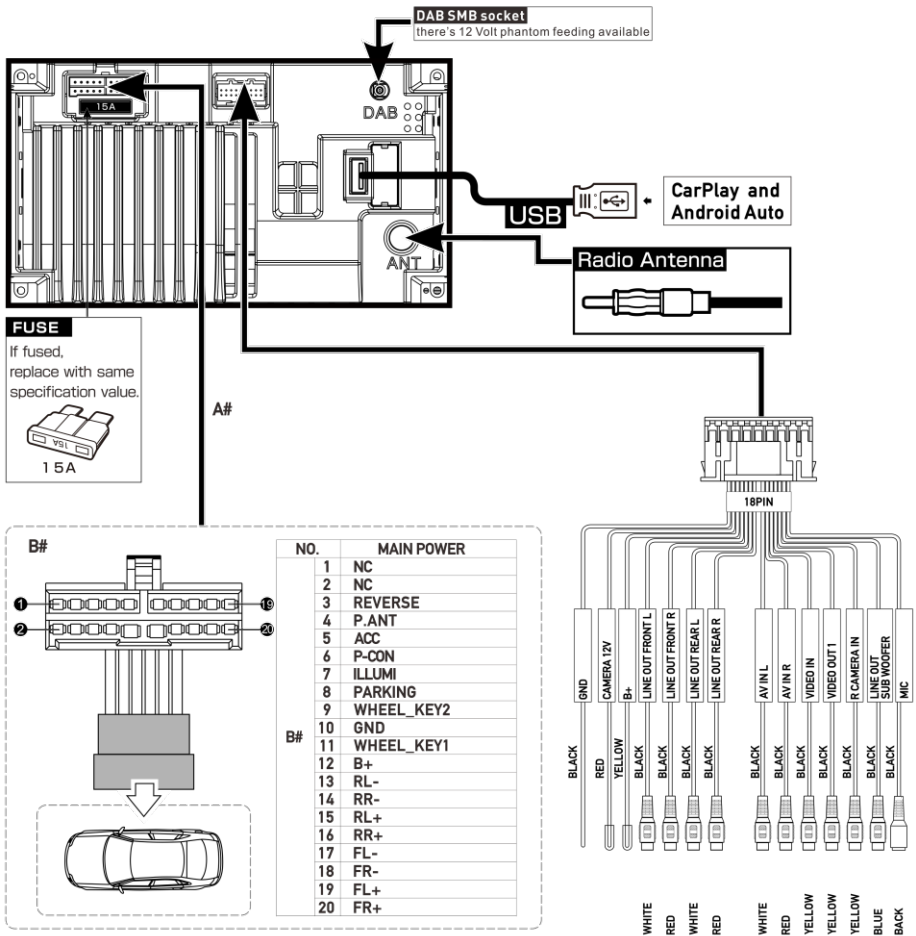 DAB SMB socket
there's 12 Volt phantom feeding available
15A
DAB
USB
CarPlay and
Android Auto
ANT
Radio Antenna
FUSE
If fused,
replace with same
specification value.
15A
15A
A#
18PIN
B#
1
19
2
20
NO. MAIN POWER
B#
1 NC
2 NC
3 REVERSE
4 P.ANT
5 ACC
6 P-CON
7 ILLUMI
8 PARKING
9 WHEEL_KEY2
10 GND
11 WHEEL_KEY1
12 B+
13 RL-
14 RR-
15 RL+
16 RR+
17 FL-
18 FR-
19 FL+
20 FR+
GND
CAMERA 12V
B+
LINE OUT FRONT L
LINE OUT FRONT R
LINE OUT REAR L
LINE OUT REAR R
AV IN L
AV IN R
VIDEO IN
VIDEO OUT 1
R CAMERA IN
LINE OUT
SUB WOOFER
MIC
BLACK
RED
YELLOW
BLACK
BLACK
BLACK
BLACK
BLACK
BLACK
BLACK
BLACK
BLACK
BLACK
BLACK
WHITE
RED
WHITE
RED
WHITE
RED
YELLOW
YELLOW
YELLOW
BLUE
BACK